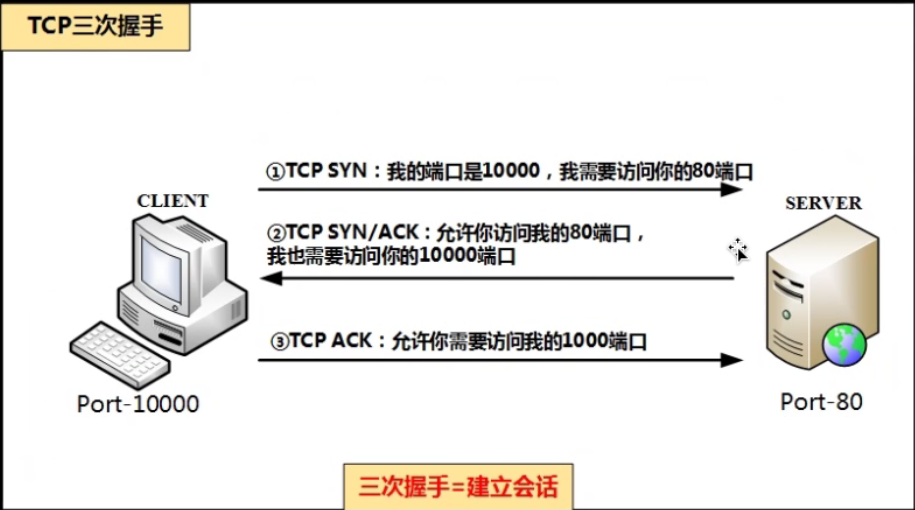 TCP三次握手
①TCP SYN：我的端口是10000，我需要访问你的80端口
CLIENT
SERVER
②TCP SYN/ACK：允许你访问我的80端口，
我也需要访问你的10000端口
③TCP ACK：允许你需要访问我的1000端口
Port-10000
Port-80
三次握手=建立会话